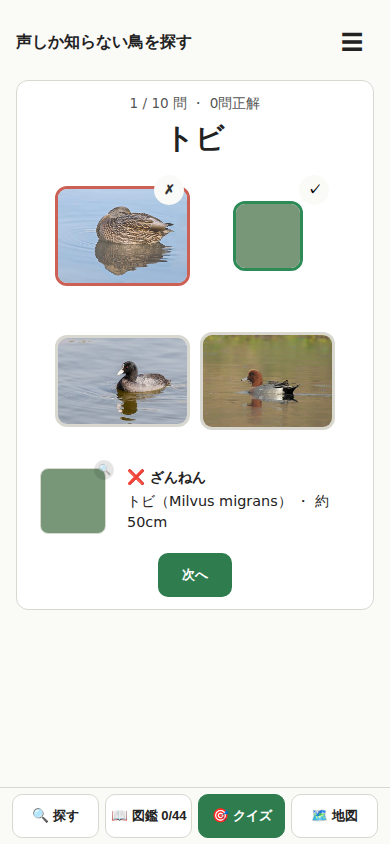 声しか知らない鳥を探す
1 / 10 問 ・ 0問正解
トビ
✗
✓
❌ ざんねん
トビ（Milvus migrans） ・ 約
50cm
次へ
🔍 探す
📖 図鑑 0/44
🎯 クイズ
🗺️ 地図